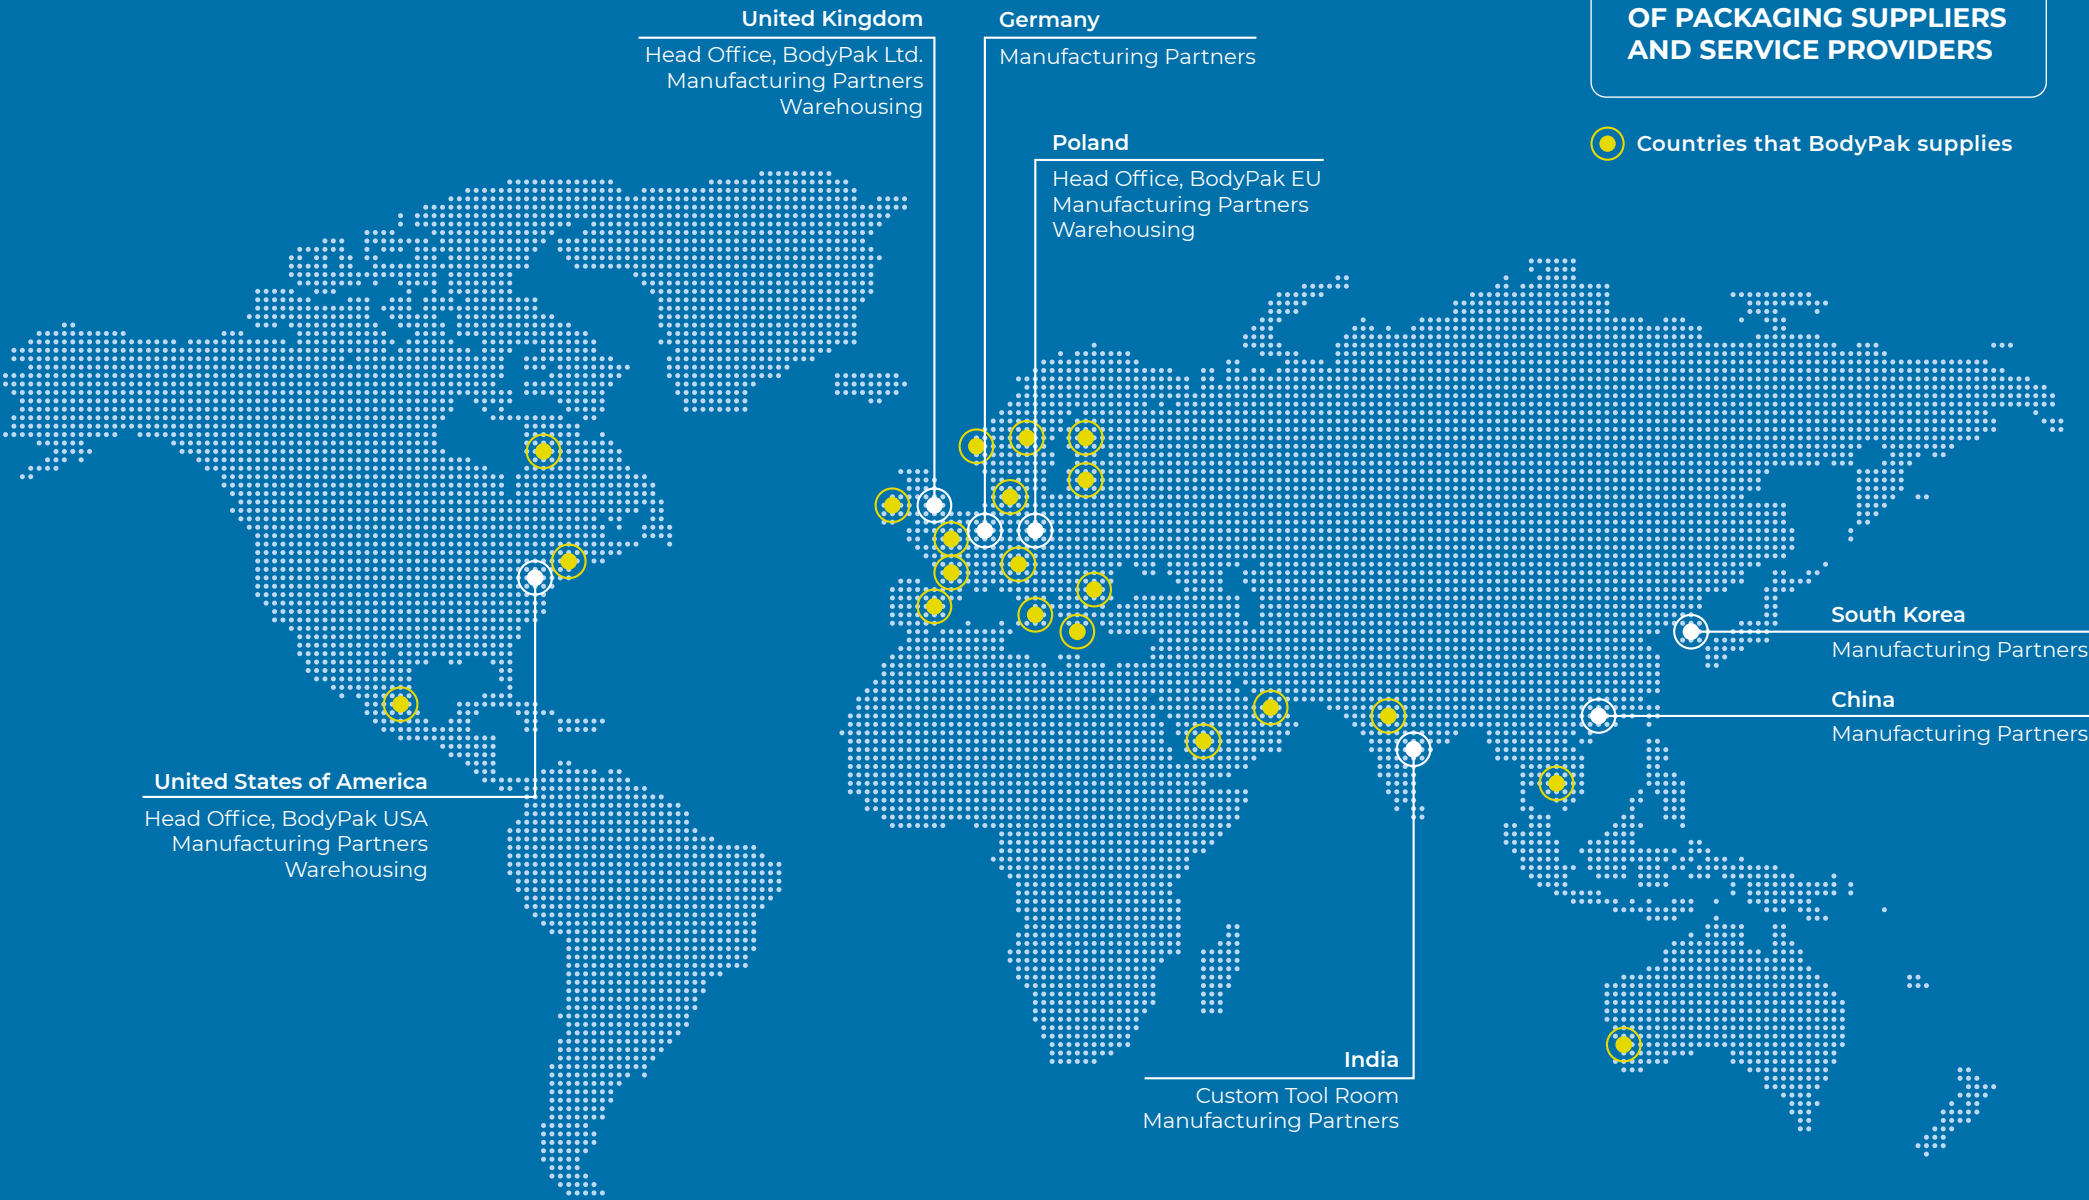 United Kingdom
Head Office, BodyPak Ltd.
Manufacturing Partners
Warehousing
Germany
Manufacturing Partners
OF PACKAGING SUPPLIERS
AND SERVICE PROVIDERS
Countries that BodyPak supplies
Poland
Head Office, BodyPak EU
Manufacturing Partners
Warehousing
South Korea
Manufacturing Partners
China
Manufacturing Partners
United States of America
Head Office, BodyPak USA
Manufacturing Partners
Warehousing
India
Custom Tool Room
Manufacturing Partners